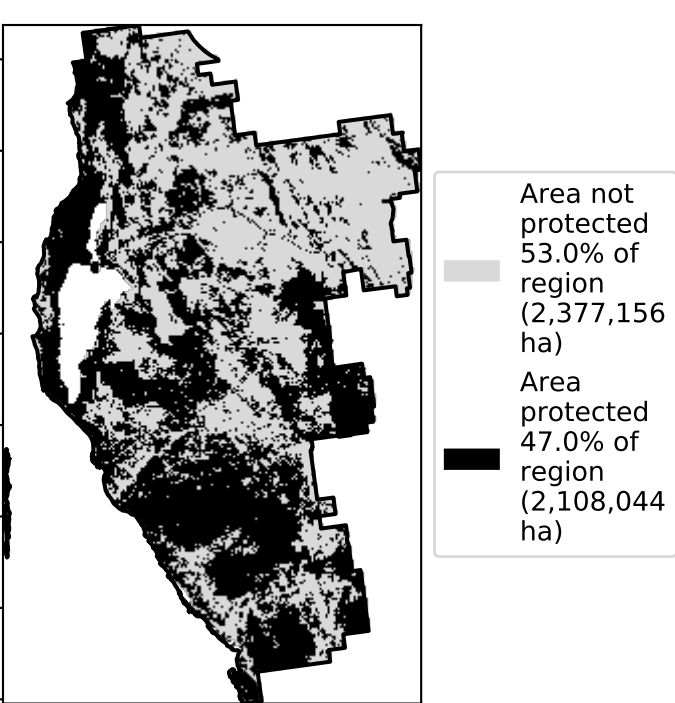 Area not
protected
53.0% of
region
(2,377,156
ha)
Area
protected
47.0% of
region
(2,108,044
ha)